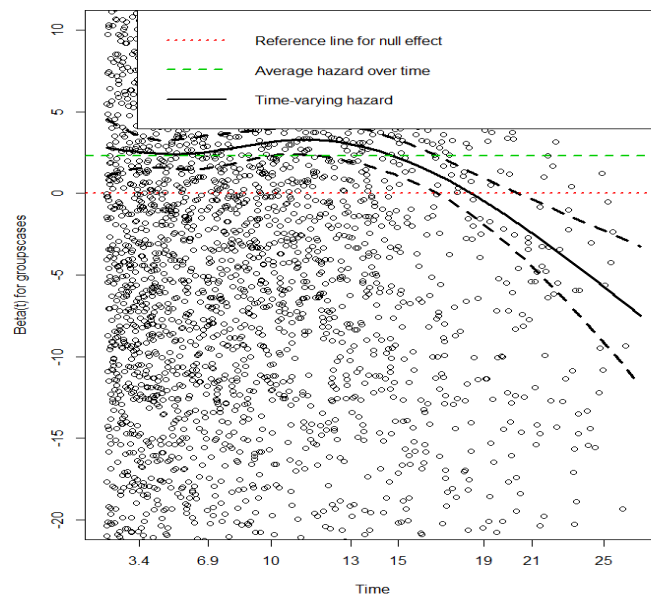 Reference line for null effect
Average hazard over time
Time-varying hazard
10
5
0
-5
-10
-15
-20
Beta(t) for groupscases
3.4 6.9 10 13 15 19 21 25
Time